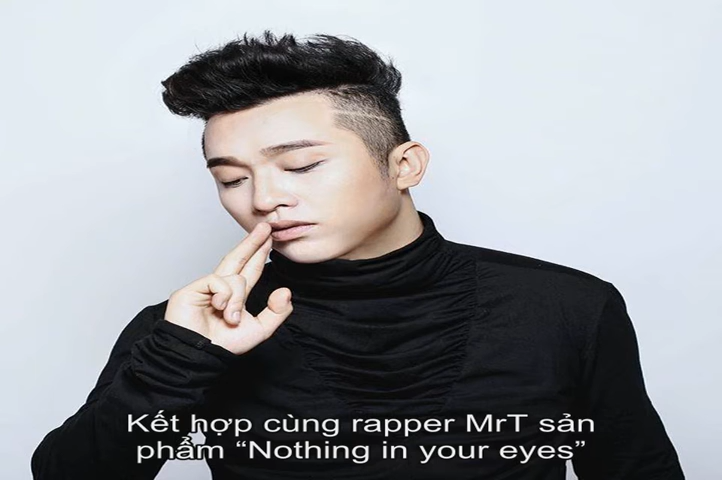 Kết hợp cùng rapper MrT sản
phẩm “Nothing in your eyes”